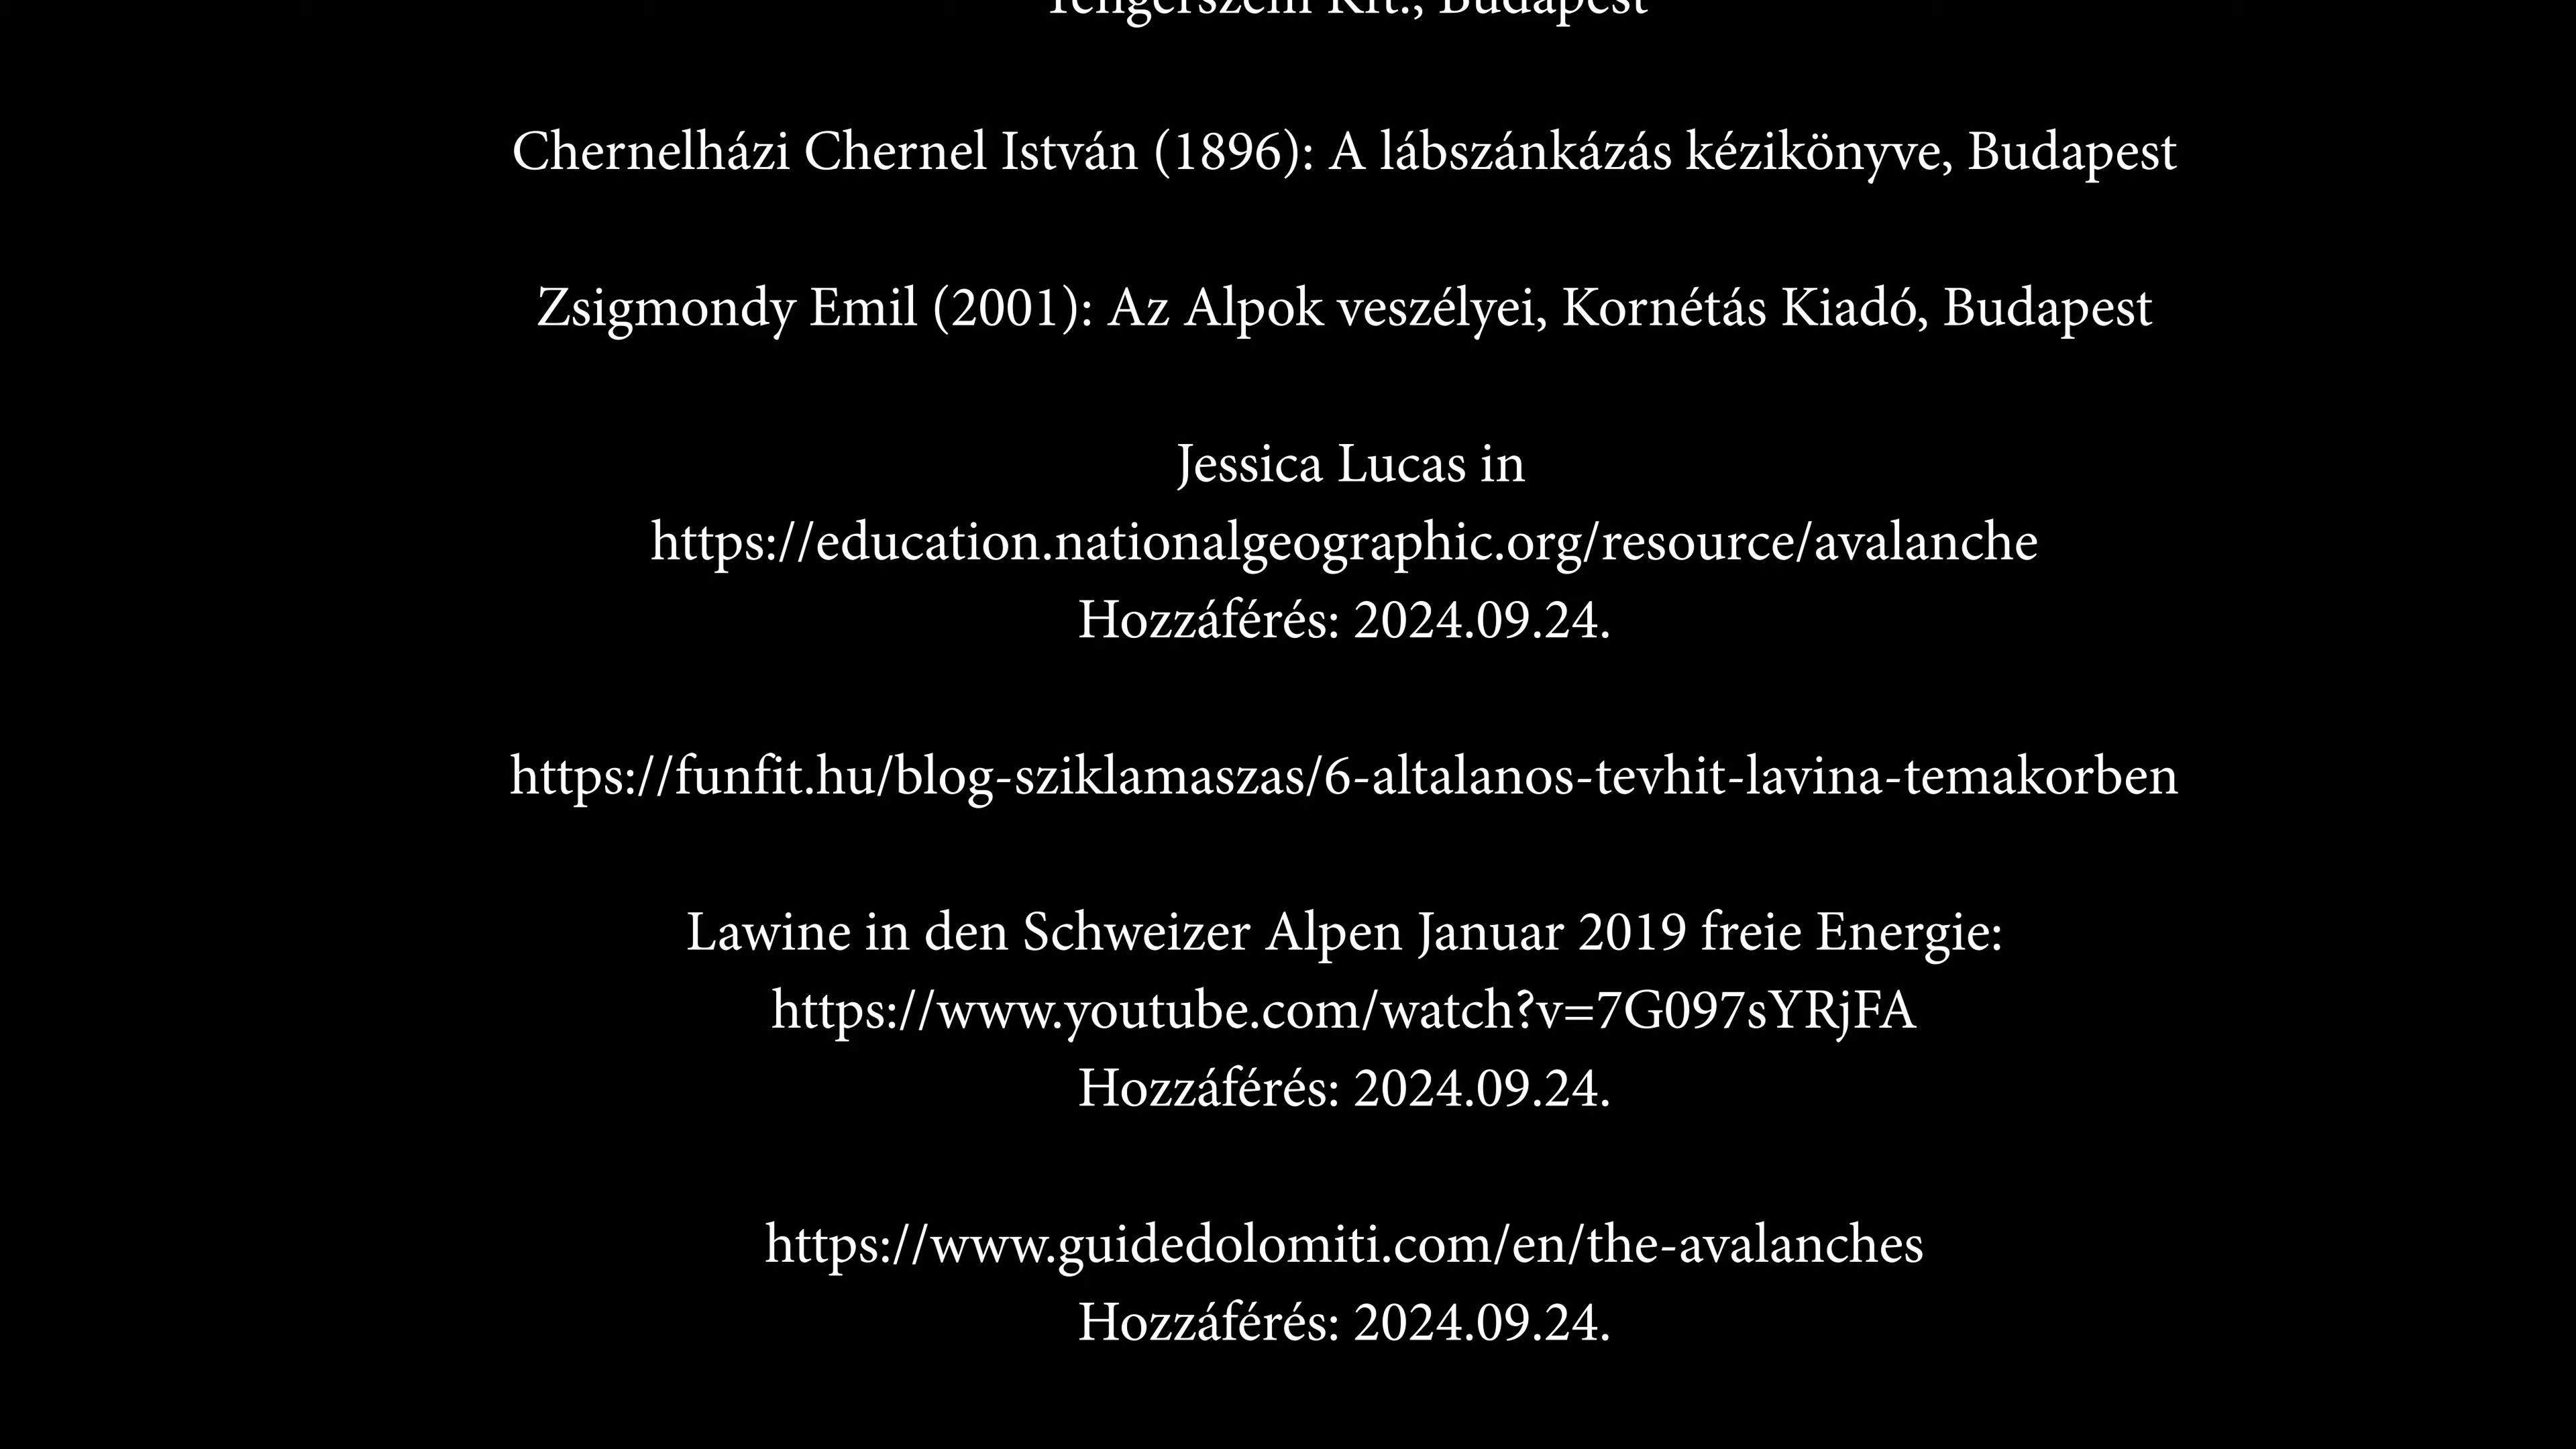 Tengerszem Kft., Budapest
Chernelházi Chernel István (1896): A lábszánkázás kézikönyve, Budapest
Zsigmondy Emil (2001): Az Alpok veszélyei, Kornétás Kiadó, Budapest
Jessica Lucas in
https://education.nationalgeographic.org/resource/avalanche
Hozzáférés: 2024.09.24.
https://funfit.hu/blog-sziklamaszas/6-altalanos-tevhit-lavina-temakorben
Lawine in den Schweizer Alpen Januar 2019 freie Energie:
https://www.youtube.com/watch?v=7G097sYRjFA
Hozzáférés: 2024.09.24.
https://www.guidedolomiti.com/en/the-avalanches
Hozzáférés: 2024.09.24.